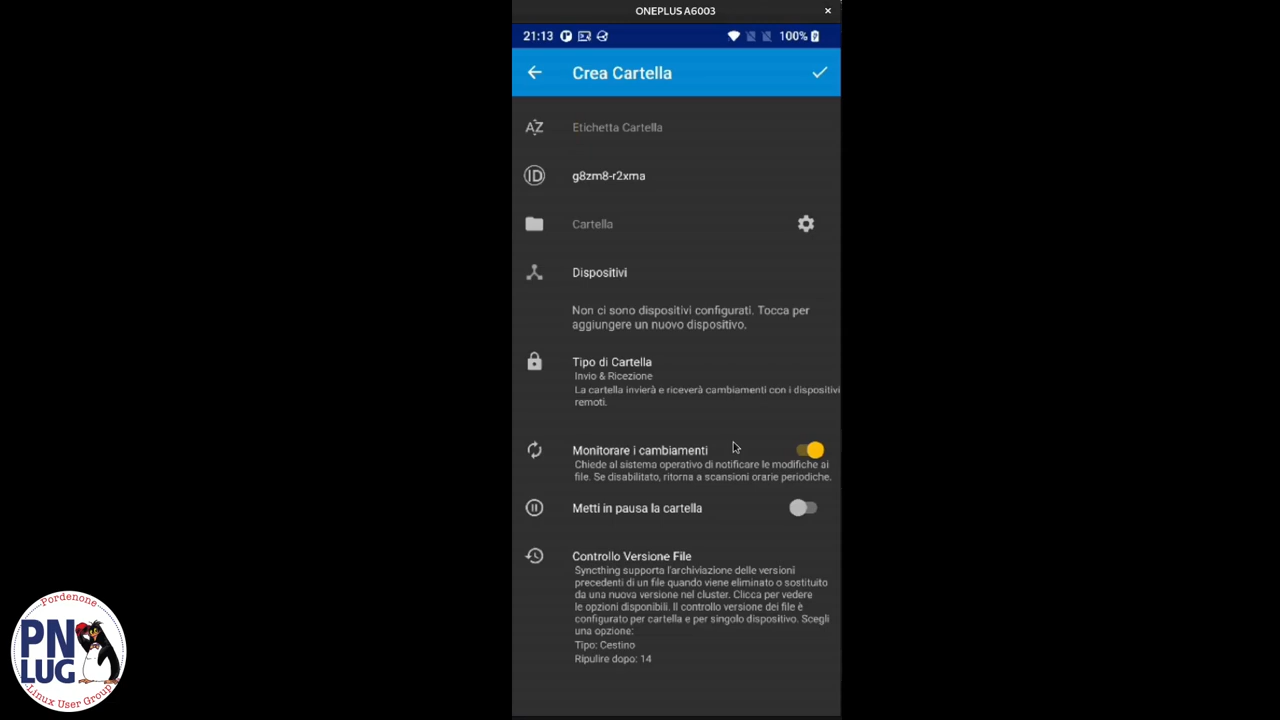 ONEPLUS A6003
21:13
100%
Crea Cartella
Etichetta Cartella
g8zm8-r2xma
Cartella
Dispositivi
Non ci sono dispositivi configurati. Tocca per
aggiungere un nuovo dispositivo.
Tipo di Cartella
Invio & Ricezione
La cartella invierà e riceverà cambiamenti con i dispositivi
remoti.
Monitorare i cambiamenti
Chiede al sistema operativo di notificare le modifiche ai
file. Se disabilitato, ritorna a scansioni orarie periodiche.
Metti in pausa la cartella
Controllo Versione File
Syncthing supporta l'archiviazione delle versioni
precedenti di un file quando viene eliminato o sostituito
da una nuova versione nel cluster. Clicca per vedere
le opzioni disponibili. Il controllo versione dei file è
configurato per cartella e per singolo dispositivo. Scegli
una opzione:
Tipo: Cestino
Ripulire dopo: 14
Pordenone
PN
LUG
Linux User Group